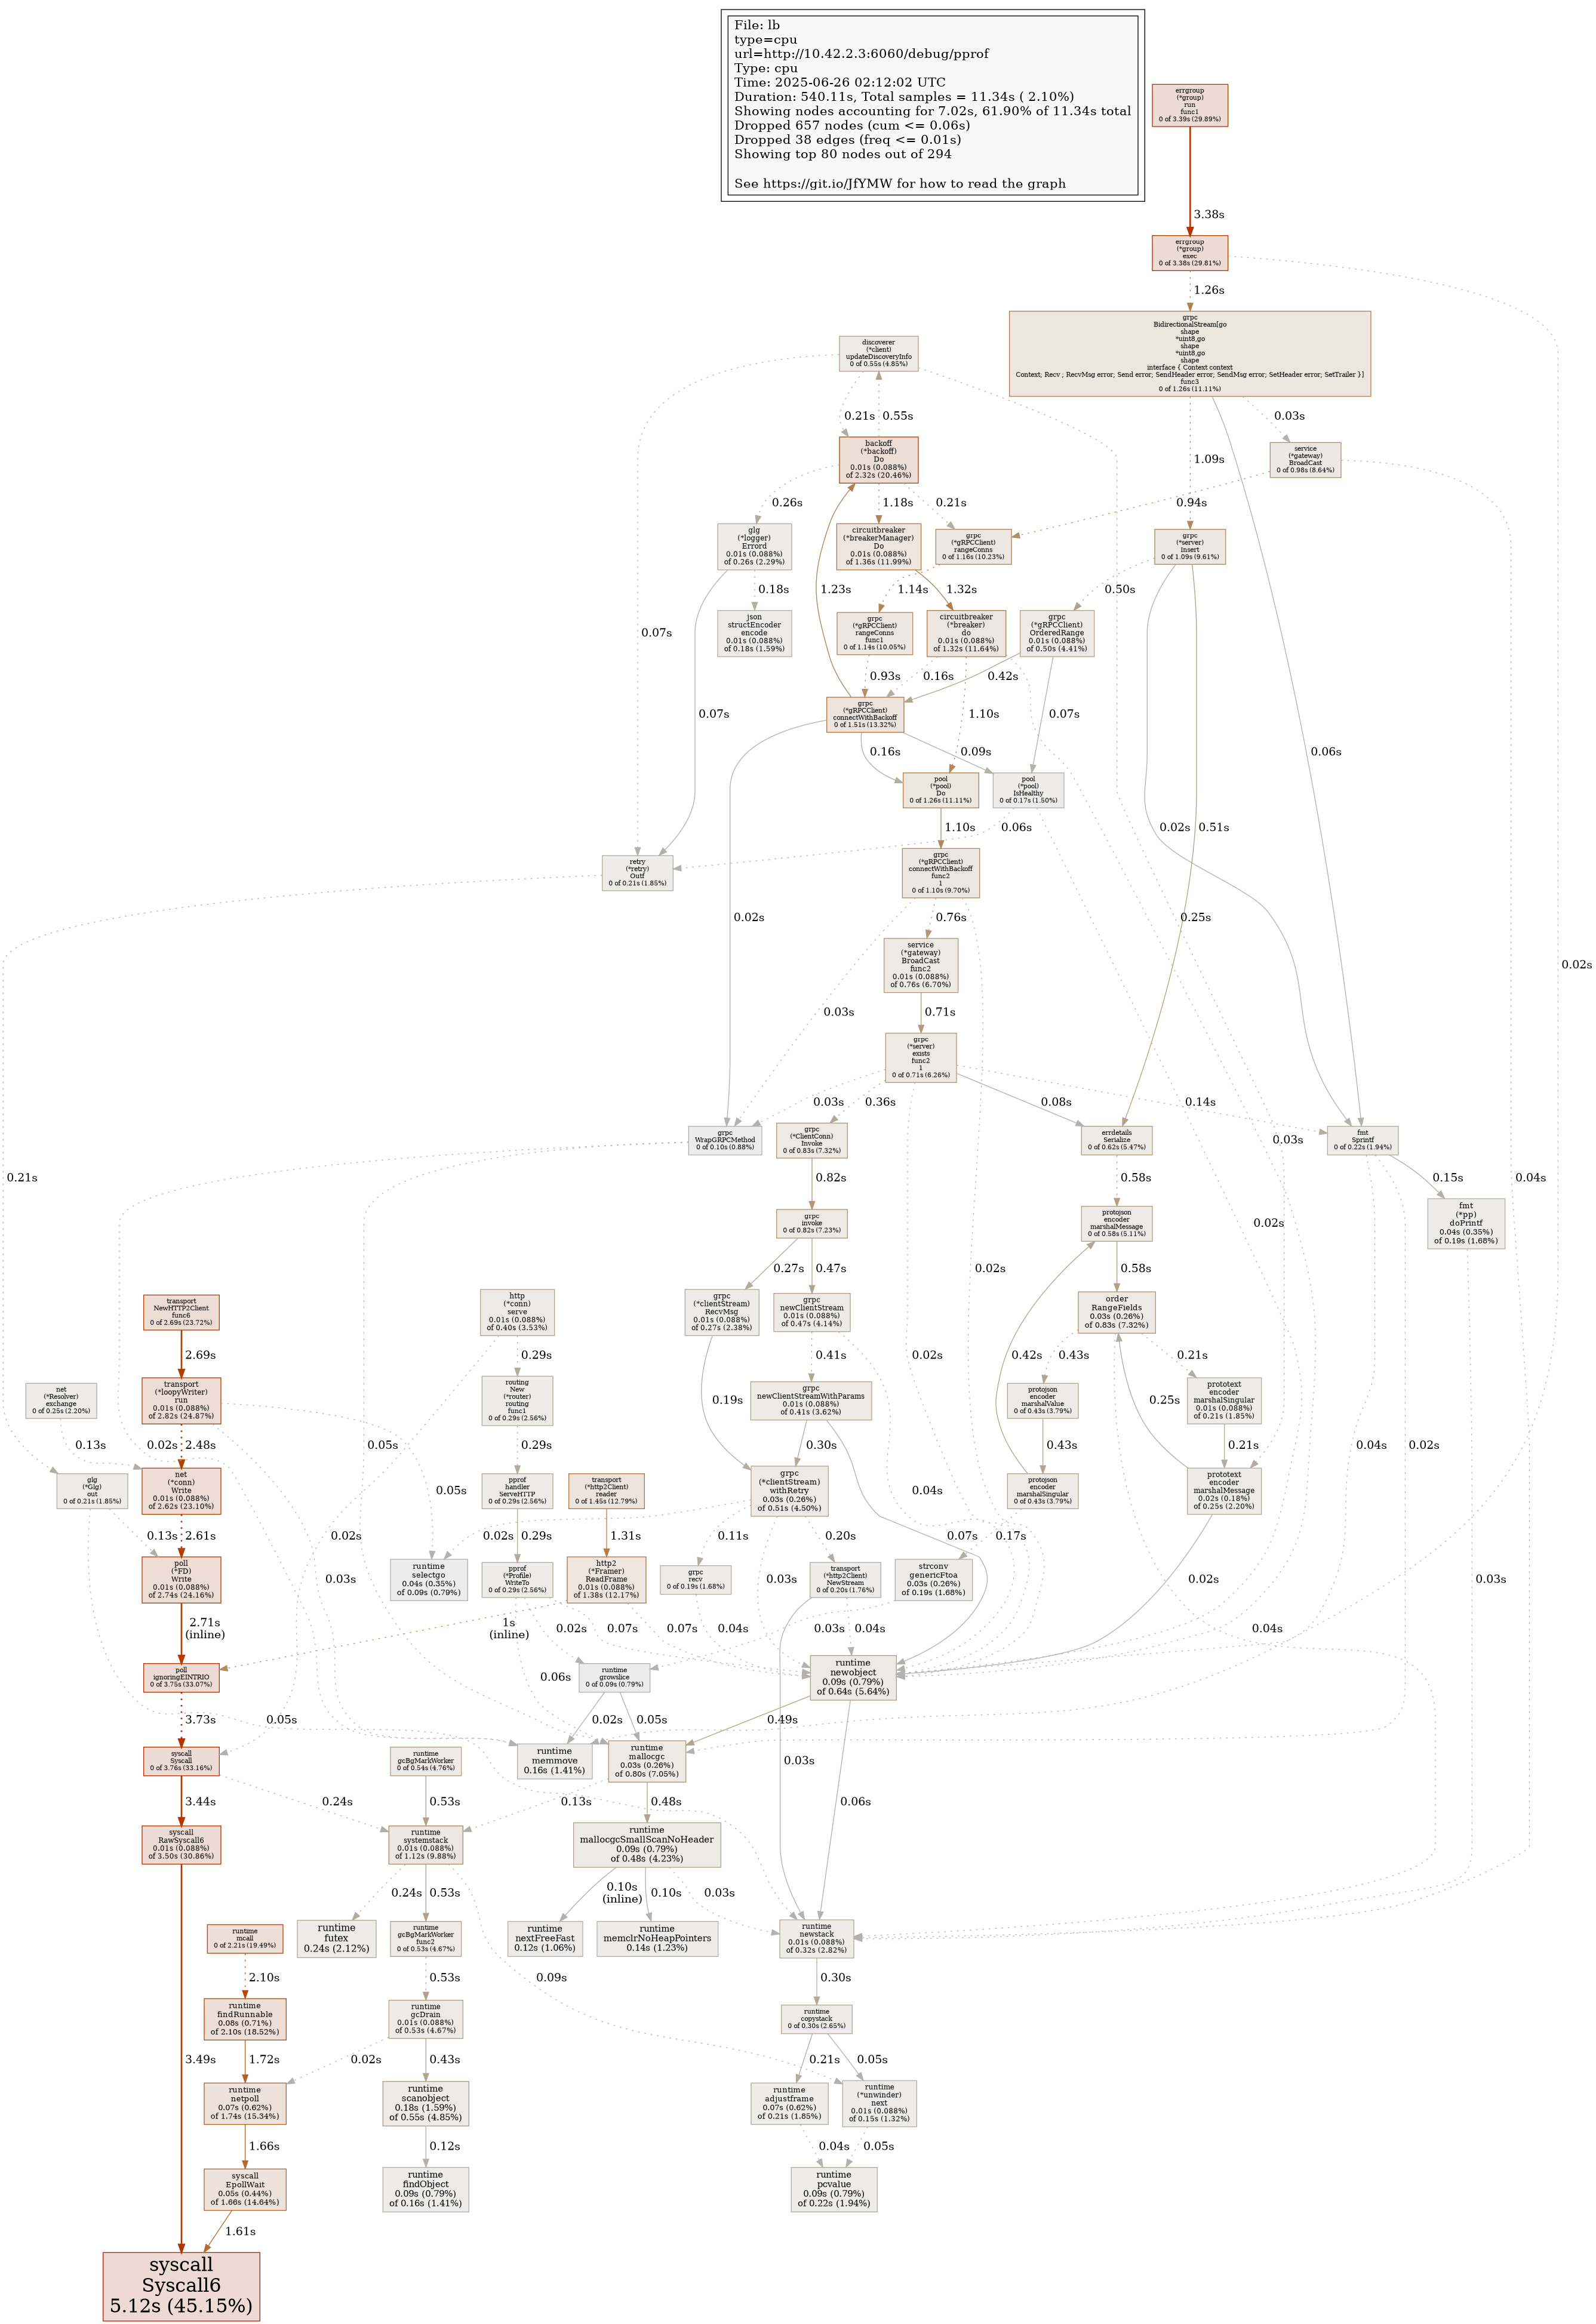 File: lb
type=cpu
url=http://10.42.2.3:6060/debug/pprof
Type: cpu
Time: 2025-06-26 02:12:02 UTC
Duration: 540.11s, Total samples = 11.34s ( 2.10%)
Showing nodes accounting for 7.02s, 61.90% of 11.34s total
Dropped 657 nodes (cum <= 0.06s)
Dropped 38 edges (freq <= 0.01s)
Showing top 80 nodes out of 294
See https://git.io/JfYMW for how to read the graph
errgroup
(*group)
run
func1
0 of 3.39s (29.89%)
3.38s
errgroup
(*group)
exec
0 of 3.38s (29.81%)
1.26s
grpc
BidirectionalStream[go
shape
*uint8,go
shape
*uint8,go
shape
interface { Context context
Context; Recv ; RecvMsg error; Send error; SendHeader error; SendMsg error; SetHeader error; SetTrailer }]
func3
0 of 1.26s (11.11%)
discoverer
(*client)
updateDiscoveryInfo
0 of 0.55s (4.85%)
0.21s
0.55s
0.03s
backoff
(*backoff)
Do
0.01s (0.088%)
of 2.32s (20.46%)
1.09s
service
(*gateway)
BroadCast
0 of 0.98s (8.64%)
0.26s
1.18s
0.21s
0.94s
glg
(*logger)
Errord
0.01s (0.088%)
of 0.26s (2.29%)
circuitbreaker
(*breakerManager)
Do
0.01s (0.088%)
of 1.36s (11.99%)
grpc
(*gRPCClient)
rangeConns
0 of 1.16s (10.23%)
grpc
(*server)
Insert
0 of 1.09s (9.61%)
0.18s
1.23s
1.14s
1.32s
0.50s
0.07s
json
structEncoder
encode
0.01s (0.088%)
of 0.18s (1.59%)
grpc
(*gRPCClient)
rangeConns
func1
0 of 1.14s (10.05%)
circuitbreaker
(*breaker)
do
0.01s (0.088%)
of 1.32s (11.64%)
grpc
(*gRPCClient)
OrderedRange
0.01s (0.088%)
of 0.50s (4.41%)
0.93s
0.16s
0.42s
0.07s
grpc
(*gRPCClient)
connectWithBackoff
0 of 1.51s (13.32%)
1.10s
0.07s
0.16s
0.09s
0.06s
pool
(*pool)
Do
0 of 1.26s (11.11%)
pool
(*pool)
IsHealthy
0 of 0.17s (1.50%)
1.10s
0.06s
0.02s
0.51s
retry
(*retry)
Outf
0 of 0.21s (1.85%)
grpc
(*gRPCClient)
connectWithBackoff
func2
1
0 of 1.10s (9.70%)
0.02s
0.76s
0.25s
0.02s
service
(*gateway)
BroadCast
func2
0.01s (0.088%)
of 0.76s (6.70%)
0.03s
0.71s
grpc
(*server)
exists
func2
1
0 of 0.71s (6.26%)
0.03s
0.36s
0.08s
0.14s
grpc
WrapGRPCMethod
0 of 0.10s (0.88%)
grpc
(*ClientConn)
Invoke
0 of 0.83s (7.32%)
errdetails
Serialize
0 of 0.62s (5.47%)
0.03s
fmt
Sprintf
0 of 0.22s (1.94%)
0.21s
0.82s
0.58s
0.15s
0.04s
grpc
invoke
0 of 0.82s (7.23%)
protojson
encoder
marshalMessage
0 of 0.58s (5.11%)
0.02s
fmt
(*pp)
doPrintf
0.04s (0.35%)
of 0.19s (1.68%)
0.27s
0.47s
0.02s
0.58s
transport
NewHTTP2Client
func6
0 of 2.69s (23.72%)
http
(*conn)
serve
0.01s (0.088%)
of 0.40s (3.53%)
grpc
(*clientStream)
RecvMsg
0.01s (0.088%)
of 0.27s (2.38%)
grpc
newClientStream
0.01s (0.088%)
of 0.47s (4.14%)
order
RangeFields
0.03s (0.26%)
of 0.83s (7.32%)
2.69s
0.29s
0.41s
0.02s
0.42s
0.43s
0.21s
net
(*Resolver)
exchange
0 of 0.25s (2.20%)
transport
(*loopyWriter)
run
0.01s (0.088%)
of 2.82s (24.87%)
routing
New
(*router)
routing
func1
0 of 0.29s (2.56%)
0.19s
grpc
newClientStreamWithParams
0.01s (0.088%)
of 0.41s (3.62%)
protojson
encoder
marshalValue
0 of 0.43s (3.79%)
0.25s
prototext
encoder
marshalSingular
0.01s (0.088%)
of 0.21s (1.85%)
0.13s
0.02s
2.48s
0.05s
0.29s
0.30s
0.43s
0.21s
0.04s
0.02s
glg
(*Glg)
out
0 of 0.21s (1.85%)
net
(*conn)
Write
0.01s (0.088%)
of 2.62s (23.10%)
0.05s
pprof
handler
ServeHTTP
0 of 0.29s (2.56%)
transport
(*http2Client)
reader
0 of 1.45s (12.79%)
grpc
(*clientStream)
withRetry
0.03s (0.26%)
of 0.51s (4.50%)
0.04s
protojson
encoder
marshalSingular
0 of 0.43s (3.79%)
prototext
encoder
marshalMessage
0.02s (0.18%)
of 0.25s (2.20%)
0.13s
2.61s
0.02s
0.29s
1.31s
0.02s
0.11s
0.20s
0.07s
0.17s
poll
(*FD)
Write
0.01s (0.088%)
of 2.74s (24.16%)
0.03s
runtime
selectgo
0.04s (0.35%)
of 0.09s (0.79%)
pprof
(*Profile)
WriteTo
0 of 0.29s (2.56%)
http2
(*Framer)
ReadFrame
0.01s (0.088%)
of 1.38s (12.17%)
grpc
recv
0 of 0.19s (1.68%)
0.03s
transport
(*http2Client)
NewStream
0 of 0.20s (1.76%)
strconv
genericFtoa
0.03s (0.26%)
of 0.19s (1.68%)
0.02s
0.03s
2.71s
(inline)
1s
(inline)
0.02s
0.07s
0.07s
0.04s
0.03s
0.04s
0.04s
poll
ignoringEINTRIO
0 of 3.75s (33.07%)
0.06s
runtime
growslice
0 of 0.09s (0.79%)
runtime
newobject
0.09s (0.79%)
of 0.64s (5.64%)
3.73s
0.05s
0.02s
0.05s
0.49s
syscall
Syscall
0 of 3.76s (33.16%)
runtime
gcBgMarkWorker
0 of 0.54s (4.76%)
runtime
memmove
0.16s (1.41%)
runtime
mallocgc
0.03s (0.26%)
of 0.80s (7.05%)
0.03s
3.44s
0.24s
0.53s
0.13s
0.48s
0.06s
syscall
RawSyscall6
0.01s (0.088%)
of 3.50s (30.86%)
runtime
systemstack
0.01s (0.088%)
of 1.12s (9.88%)
runtime
mallocgcSmallScanNoHeader
0.09s (0.79%)
of 0.48s (4.23%)
0.24s
0.53s
0.10s
(inline)
0.10s
0.03s
runtime
mcall
0 of 2.21s (19.49%)
runtime
futex
0.24s (2.12%)
runtime
gcBgMarkWorker
func2
0 of 0.53s (4.67%)
runtime
nextFreeFast
0.12s (1.06%)
runtime
memclrNoHeapPointers
0.14s (1.23%)
runtime
newstack
0.01s (0.088%)
of 0.32s (2.82%)
2.10s
0.53s
0.09s
0.30s
runtime
findRunnable
0.08s (0.71%)
of 2.10s (18.52%)
runtime
gcDrain
0.01s (0.088%)
of 0.53s (4.67%)
runtime
copystack
0 of 0.30s (2.65%)
3.49s
1.72s
0.02s
0.43s
0.21s
0.05s
runtime
netpoll
0.07s (0.62%)
of 1.74s (15.34%)
runtime
scanobject
0.18s (1.59%)
of 0.55s (4.85%)
runtime
adjustframe
0.07s (0.62%)
of 0.21s (1.85%)
runtime
(*unwinder)
next
0.01s (0.088%)
of 0.15s (1.32%)
1.66s
0.12s
0.04s
0.05s
syscall
EpollWait
0.05s (0.44%)
of 1.66s (14.64%)
runtime
findObject
0.09s (0.79%)
of 0.16s (1.41%)
runtime
pcvalue
0.09s (0.79%)
of 0.22s (1.94%)
1.61s
syscall
Syscall6
5.12s (45.15%)